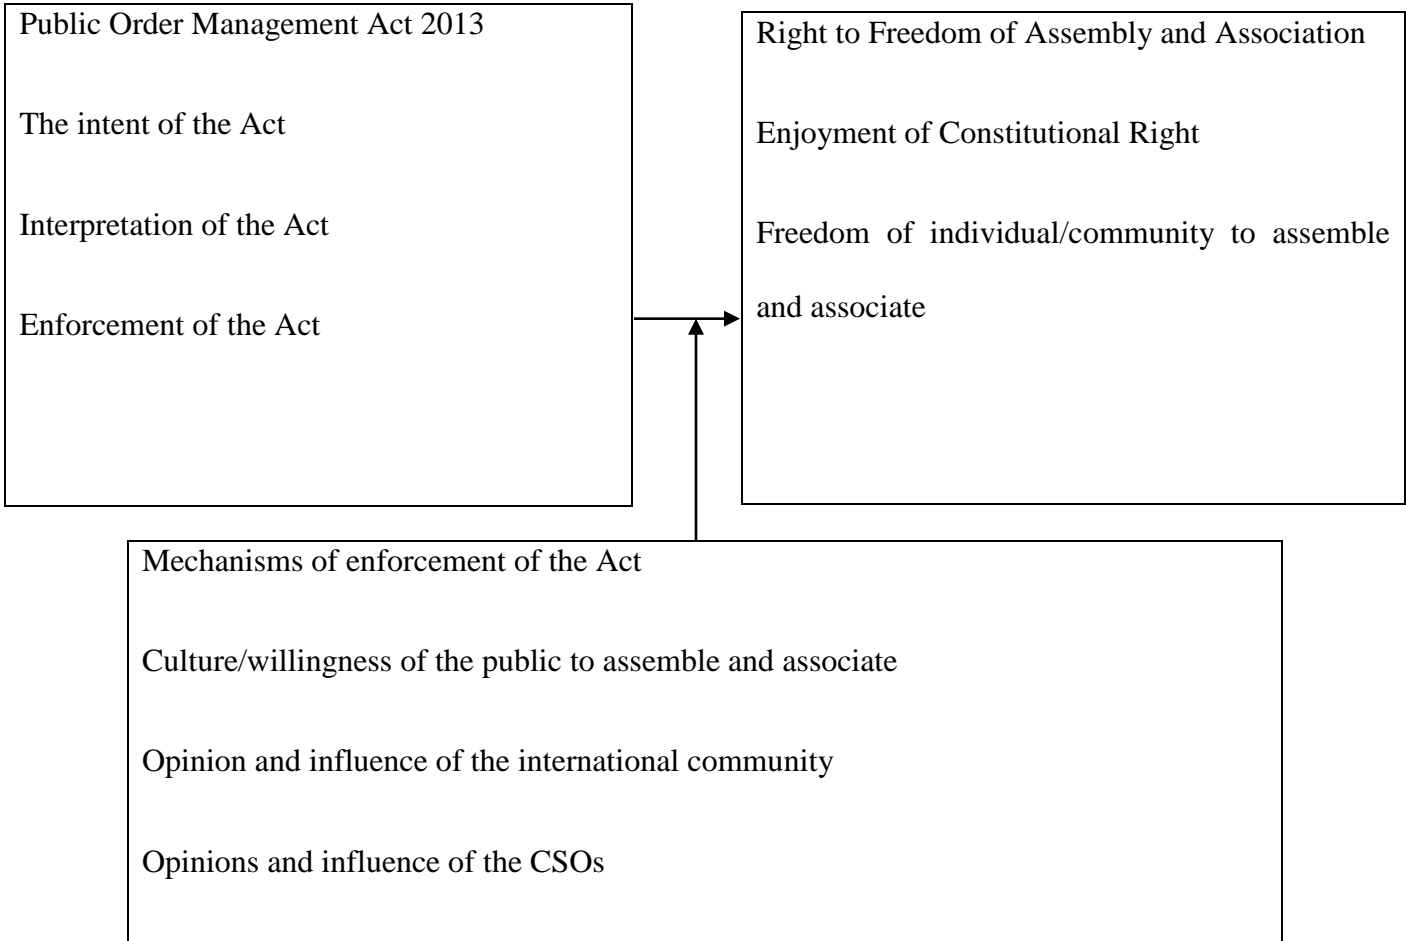 Public Order Management Act 2013
The intent of the Act
Interpretation of the Act
Enforcement of the Act
Right to Freedom of Assembly and Association
Enjoyment of Constitutional Right
Freedom of individual/community to assemble
and associate
Mechanisms of enforcement of the Act
Culture/willingness of the public to assemble and associate
Opinion and influence of the international community
Opinions and influence of the CSOs